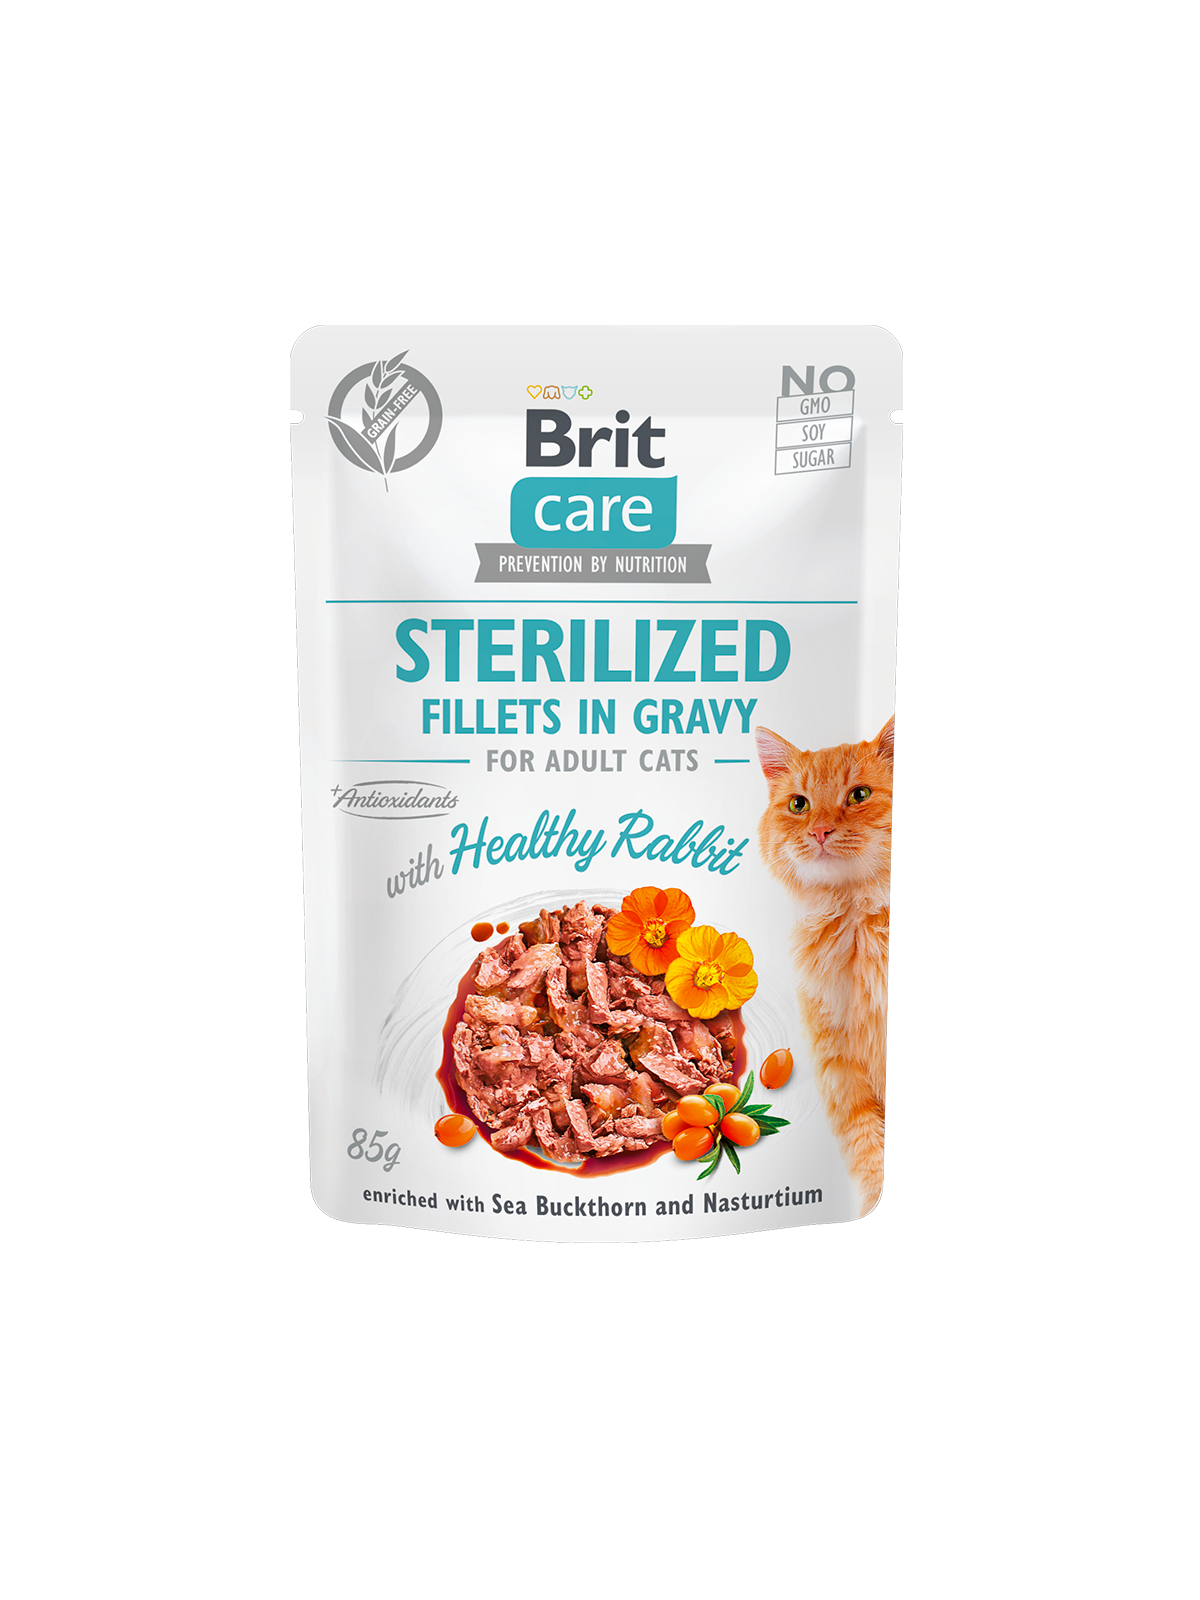 GRAIN-FREE
NO
GMO
SOY
SUGAR
Brit
care
PREVENTION BY NUTRITION
STERILIZED
FILLETS IN GRAVY
FOR ADULT CATS
+Antioxidants
with Healthy Rabbit
85g
enriched with Sea Buckthorn and Nasturtium